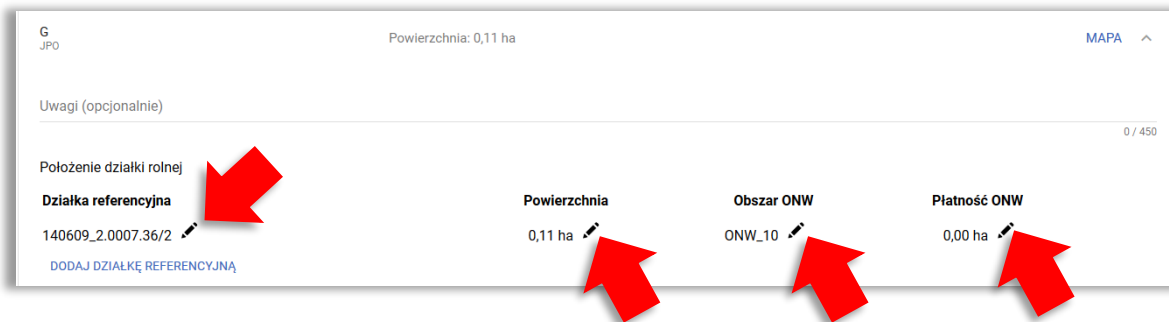 G
JPO
Powierzchnia: 0,11 ha
MAPA
Uwagi (opcjonalnie)
0 / 450
Położenie działki rolnej
Działka referencyjna Powierzchnia Obszar ONW Płatność ONW
140609_2.0007.36/2 0,11 ha ONW_10 0,00 ha
DODAJ DZIAŁKĘ REFERENCYJNĄ